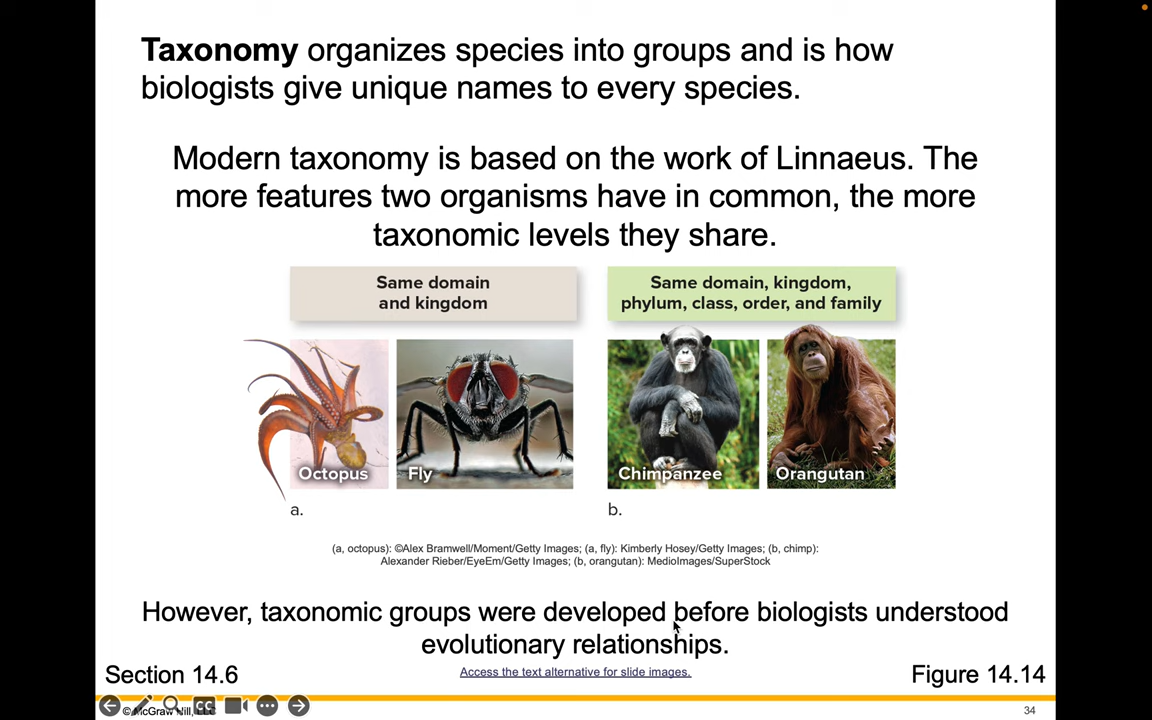 Taxonomy organizes species into groups and is how
biologists give unique names to every species.
Modern taxonomy is based on the work of Linnaeus. The
more features two organisms have in common, the more
taxonomic levels they share.
Same domain
and kingdom
Same domain, kingdom,
phylum, class, order, and family
Octopus
Fly
Chimpanzee
Orangutan
a.
b.
(a, octopus): ©Alex Bramwell/Moment/Getty Images; (a, fly): Kimberly Hosey/Getty Images; (b, chimp):
Alexander Rieber/EyeEm/Getty Images; (b, orangutan): MedioImages/SuperStock
However, taxonomic groups were developed before biologists understood
evolutionary relationships.
Section 14.6
Access the text alternative for slide images.
Figure 14.14
CC
© McGraw Hill, LLC
34